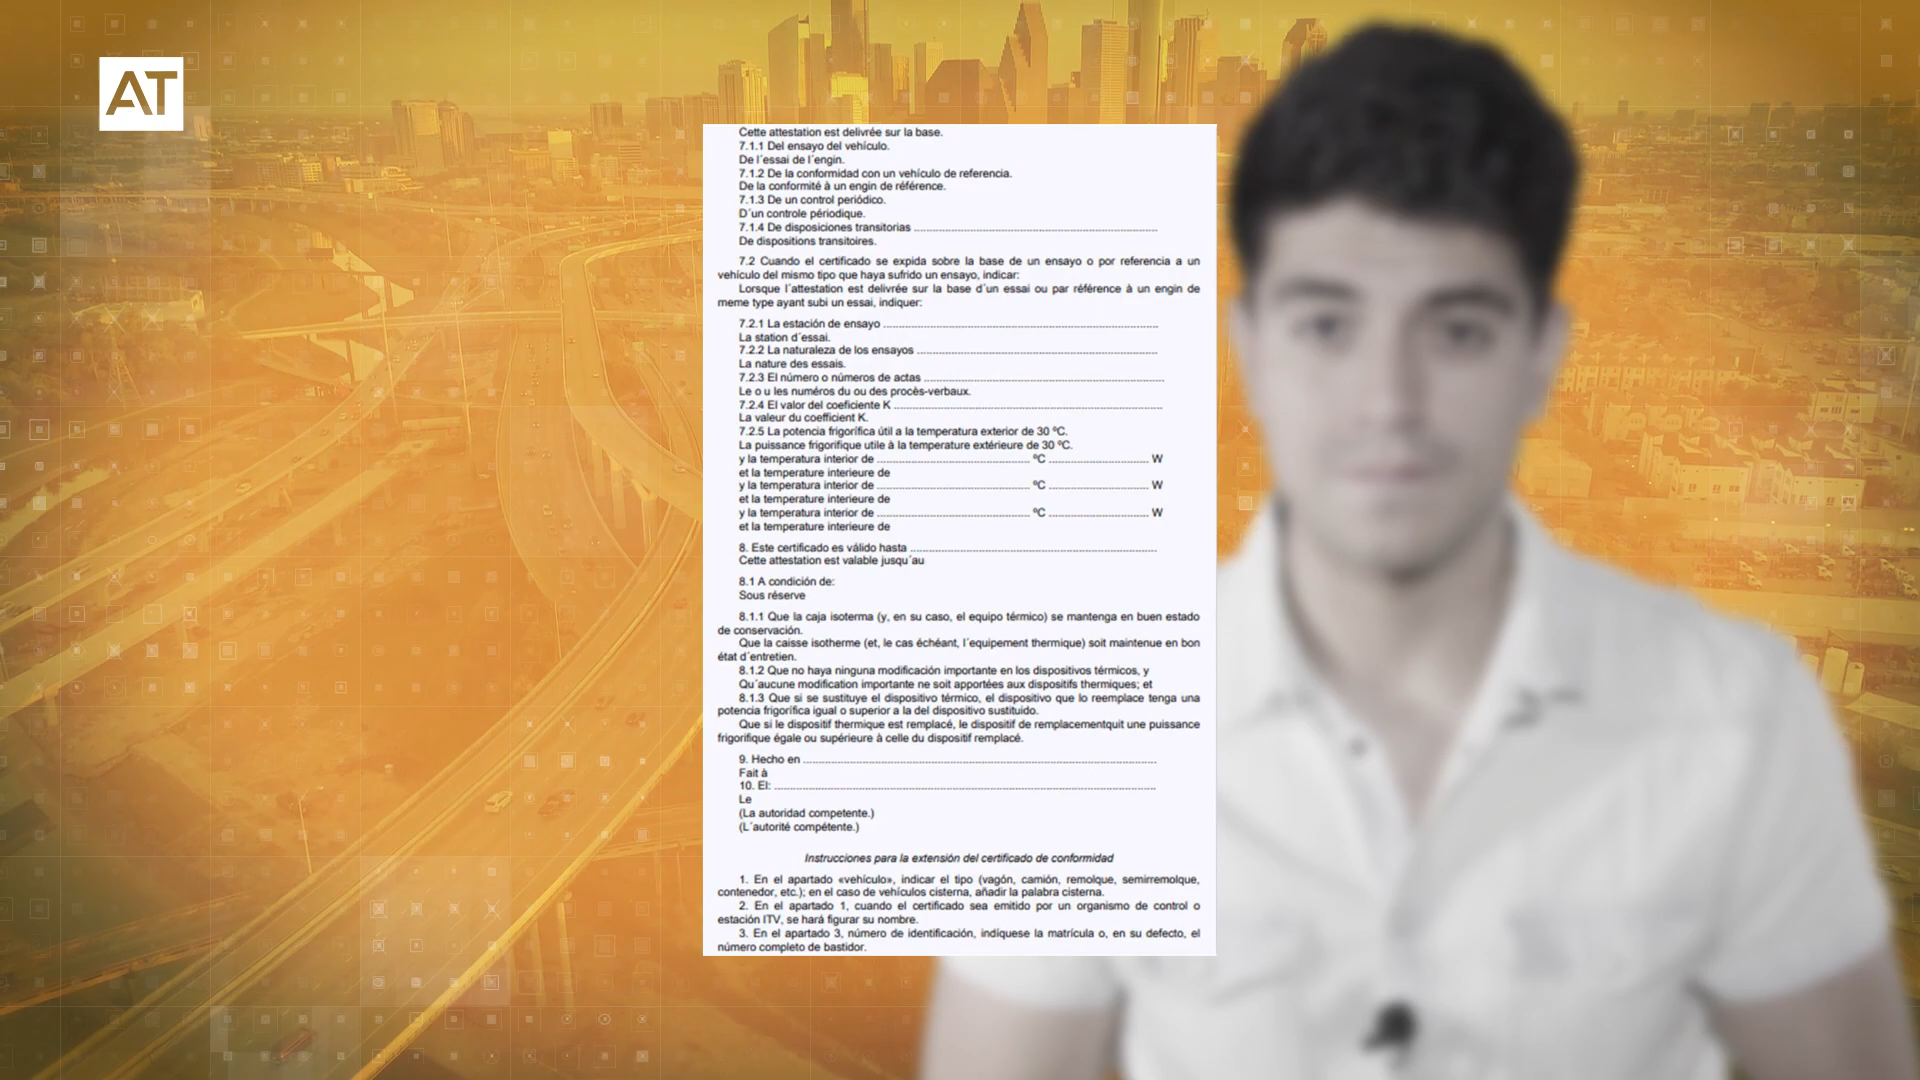 AT
Cette attestation est delivrée sur la base.
7.1.1 Del ensayo del vehículo.
De l´essai de l´engin.
7.1.2 De la conformidad con un vehículo de referencia.
De la conformité à un engin de référence.
7.1.3 De un control periódico.
D´un controle périodique.
7.1.4 De disposiciones transitorias ..........
De dispositions transitoires.
7.2 Cuando el certificado se expida sobre la base de un ensayo o por referencia a un
vehículo del mismo tipo que haya sufrido un ensayo, indicar:
Lorsque l´attestation est delivrée sur la base d´un essai ou par référence à un engin de
meme type ayant subi un essai, indiquer:
7.2.1 La estación de ensayo ..........
La station d´essai.
7.2.2 La naturaleza de los ensayos ..........
La nature des essais.
7.2.3 El número o números de actas ..........
Le o u les numéros du ou des procès-verbaux.
7.2.4 El valor del coeficiente K ..........
La valeur du coefficient K.
7.2.5 La potencia frigorífica útil a la temperatura exterior de 30 ºC.
La puissance frigorifique utile à la temperature extérieure de 30 ºC.
y la temperatura interior de .......... ºC .......... W
et la temperature interieure de
y la temperatura interior de .......... ºC .......... W
et la temperature interieure de
y la temperatura interior de .......... ºC .......... W
et la temperature interieure de
8. Este certificado es válido hasta ..........
Cette attestation est valable jusqu´au
8.1 A condición de:
Sous réserve
8.1.1 Que la caja isoterma (y, en su caso, el equipo térmico) se mantenga en buen estado
de conservación.
Que la caisse isotherme (et, le cas échéant, l´equipement thermique) soit maintenue en bon
état d´entretien.
8.1.2 Que no haya ninguna modificación importante en los dispositivos térmicos, y
Qu´aucune modification importante ne soit apportées aux dispositifs thermiques; et
8.1.3 Que si se sustituye el dispositivo térmico, el dispositivo que lo reemplace tenga una
potencia frigorífica igual o superior a la del dispositivo sustituido.
Que si le dispositif thermique est remplacé, le dispositif de remplacementquit une puissance
frigorifique égale ou supérieure à celle du dispositif remplacé.
9. Hecho en ..........
Fait à
10. El: ..........
Le
(La autoridad competente.)
(L´autorité compétente.)
Instrucciones para la extensión del certificado de conformidad
1. En el apartado «vehículo», indicar el tipo (vagón, camión, remolque, semirremolque,
contenedor, etc.); en el caso de vehículos cisterna, añadir la palabra cisterna.
2. En el apartado 1, cuando el certificado sea emitido por un organismo de control o
estación ITV, se hará figurar su nombre.
3. En el apartado 3, número de identificación, indíquese la matrícula o, en su defecto, el
número completo de bastidor.